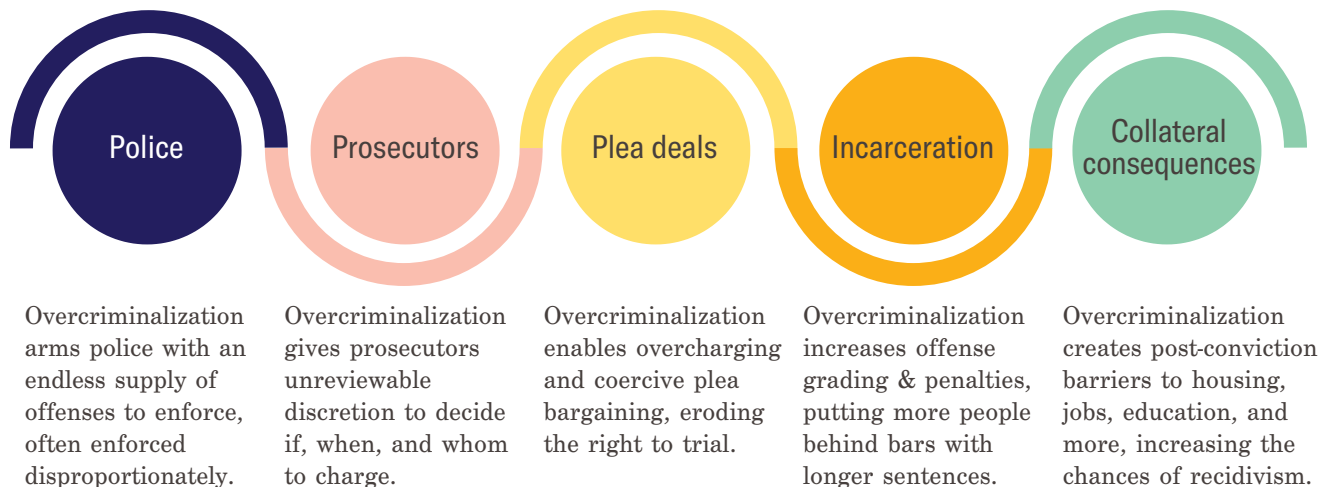 Police
Prosecutors
Plea deals
Incarceration
Collateral
consequences
Overcriminalization
arms police with an
endless supply of
offenses to enforce,
often enforced
disproportionately.
Overcriminalization
gives prosecutors
unreviewable
discretion to decide
if, when, and whom
to charge.
Overcriminalization
enables overcharging
and coercive plea
bargaining, eroding
the right to trial.
Overcriminalization
increases offense
grading & penalties,
putting more people
behind bars with
longer sentences.
Overcriminalization
creates post-conviction
barriers to housing,
jobs, education, and
more, increasing the
chances of recidivism.